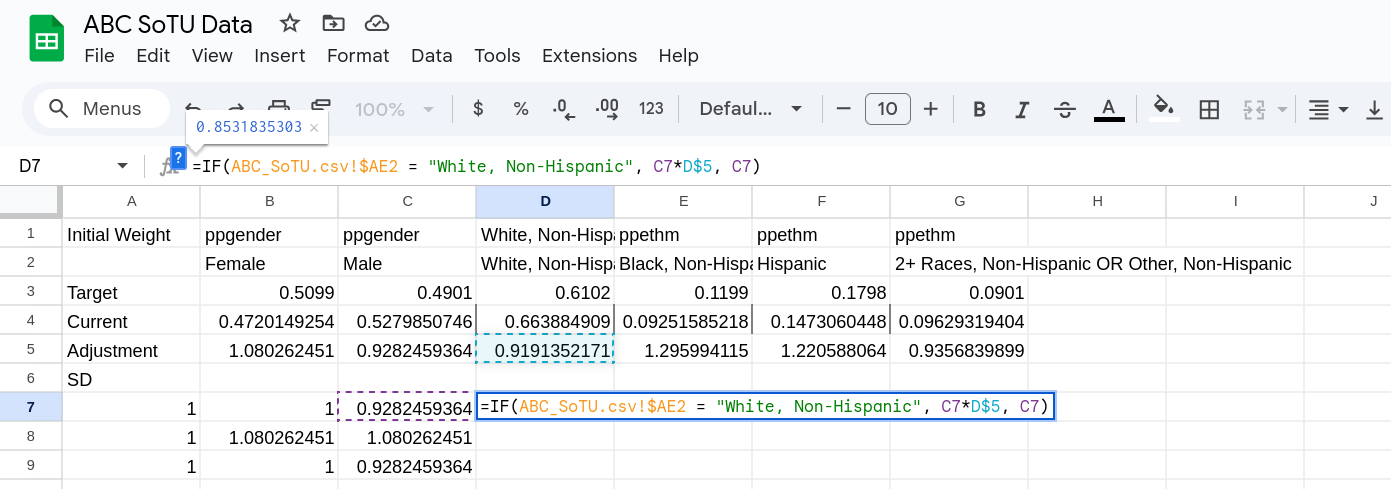 ABC SoTU Data
File Edit View Insert Format Data Tools Extensions Help
Menus 100% $ % .0 .00 123 Defaul... 10 B I S A
0.8531835303 ×
D7 ? =IF(ABC_SoTU.csv!$AE2 = "White, Non-Hispanic", C7*D$5, C7)
A B C D E F G H I J
1 Initial Weight ppgender ppgender White, Non-Hispa ppethm ppethm ppethm
2 Female Male White, Non-Hispa Black, Non-Hispa Hispanic 2+ Races, Non-Hispanic OR Other, Non-Hispanic
3 Target 0.5099 0.4901 0.6102 0.1199 0.1798 0.0901
4 Current 0.4720149254 0.5279850746 0.663884909 0.09251585218 0.1473060448 0.09629319404
5 Adjustment 1.080262451 0.9282459364 0.9191352171 1.295994115 1.220588064 0.9356839899
6 SD
7 1 1 0.9282459364 =IF(ABC_SoTU.csv!$AE2 = "White, Non-Hispanic", C7*D$5, C7)
8 1 1.080262451 1.080262451
9 1 1 0.9282459364